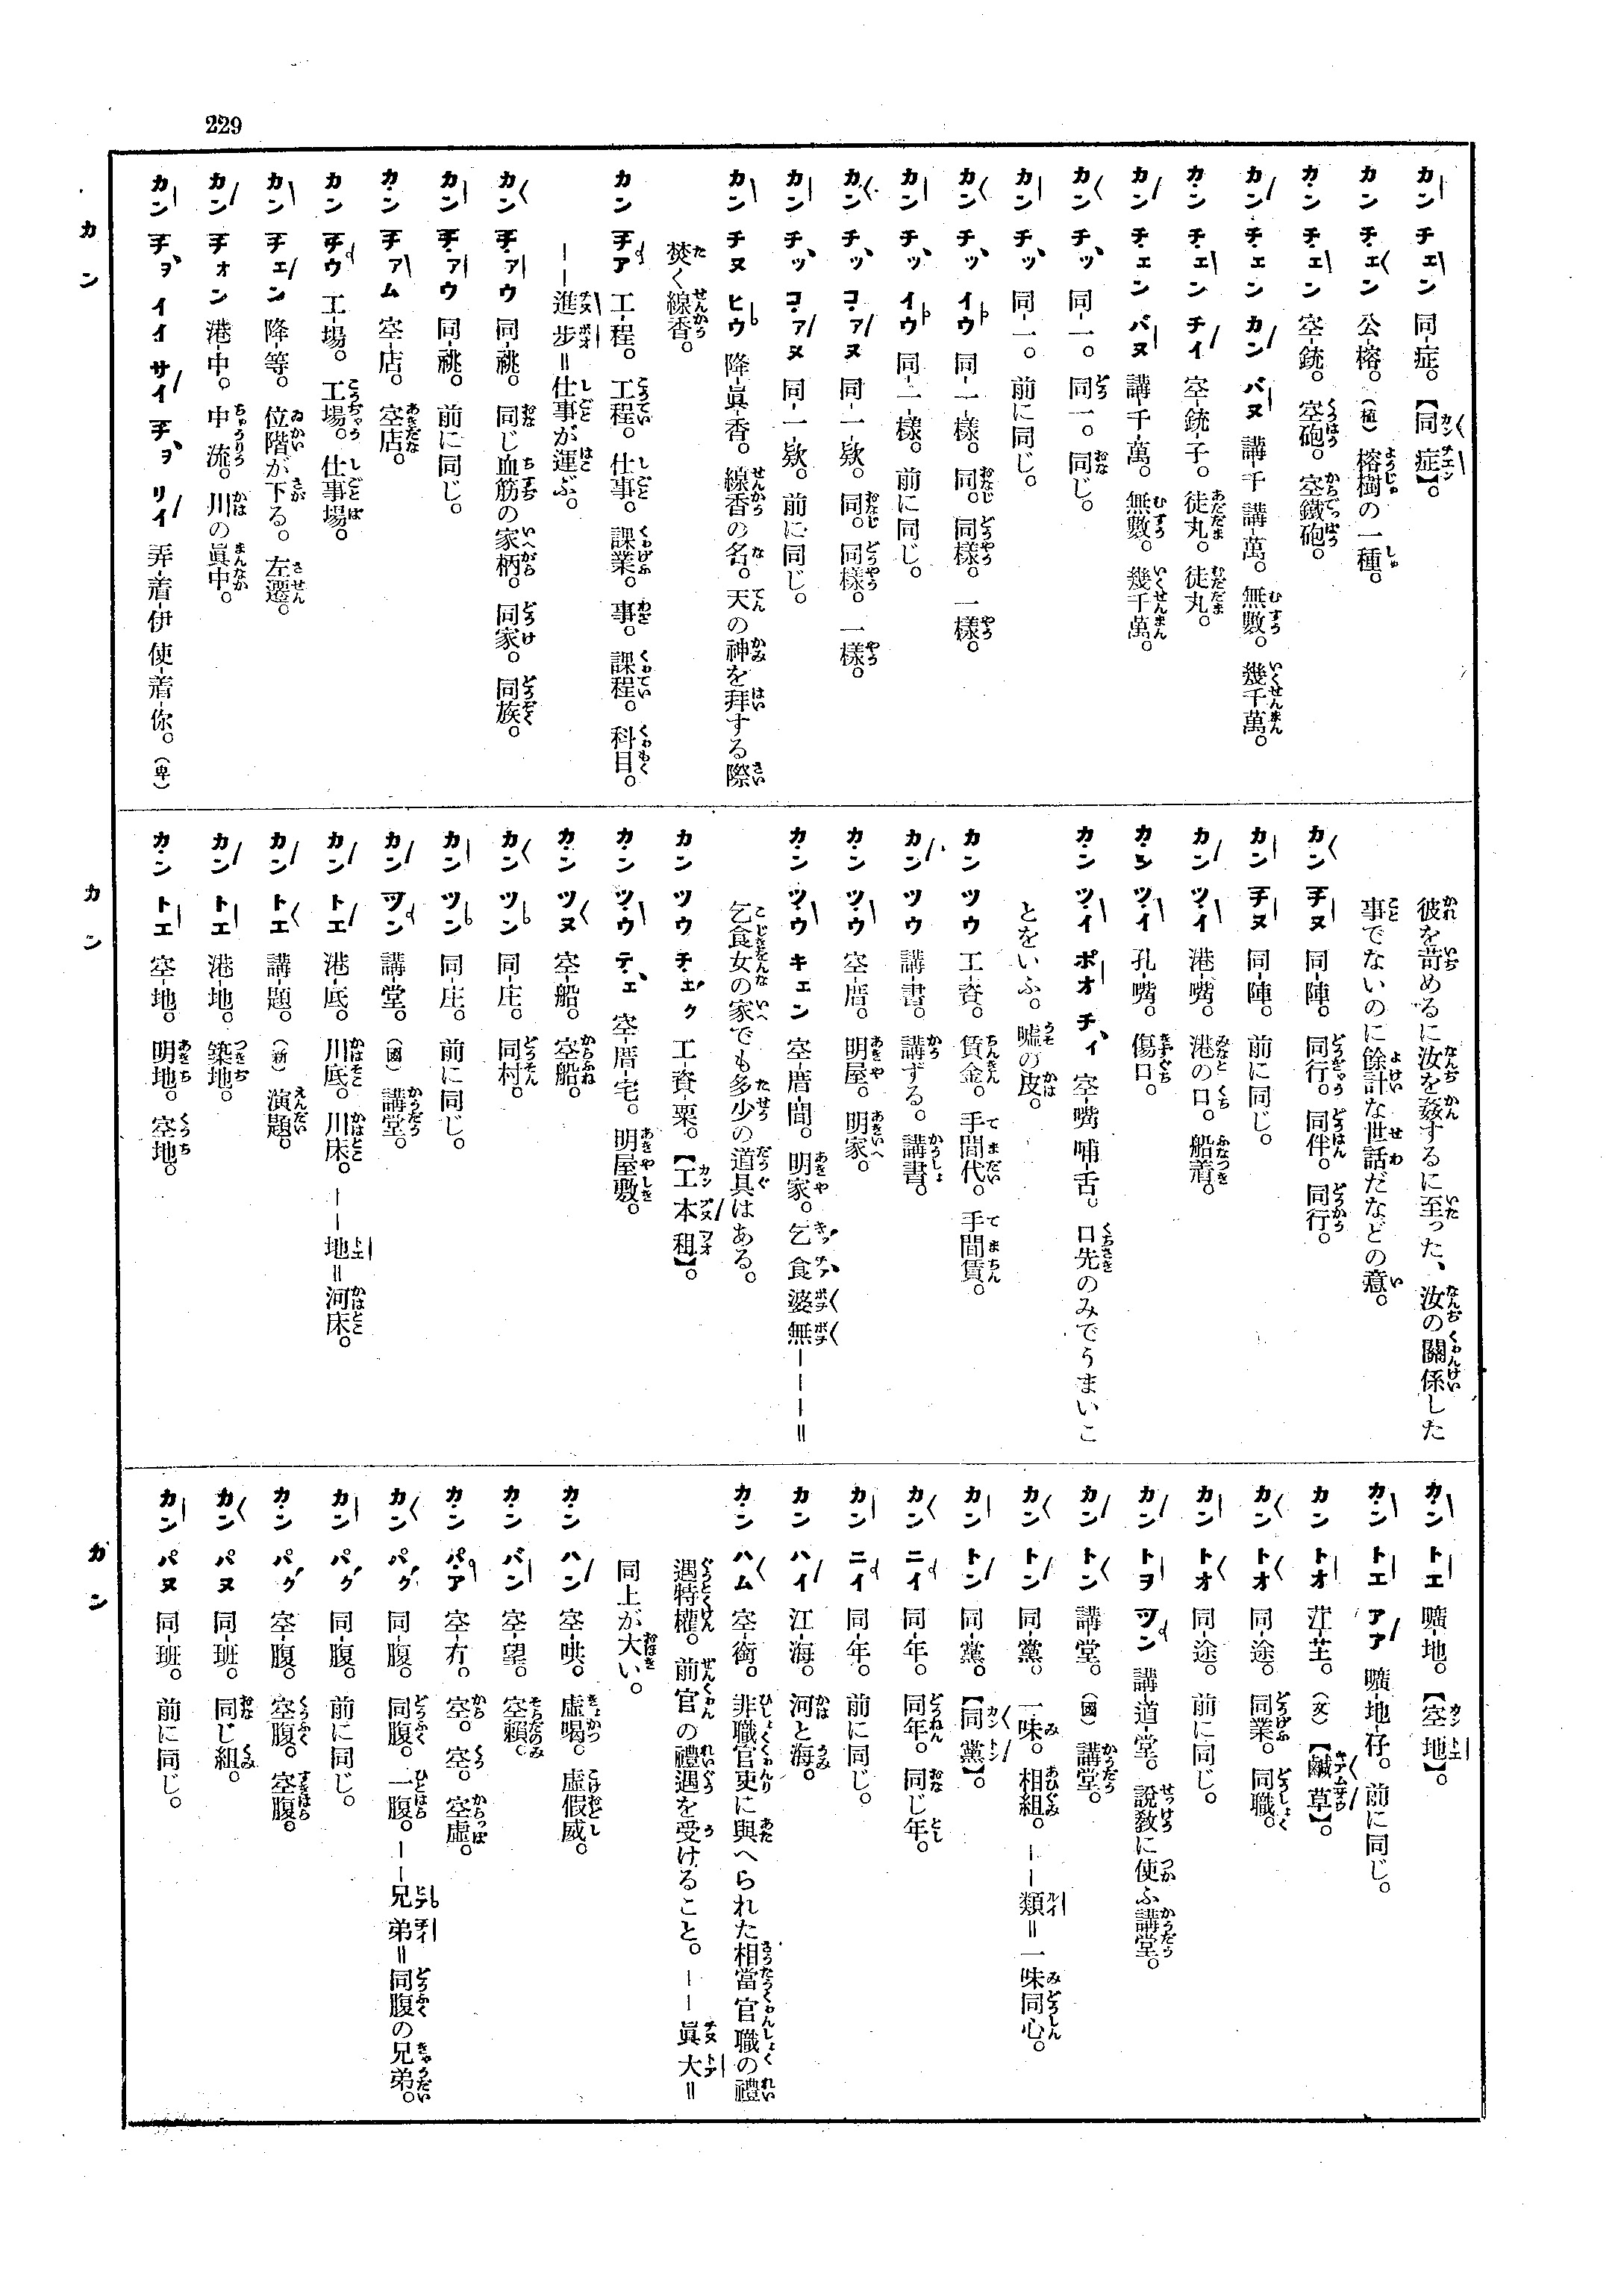 229
カン チェン 同-症。【同症】。
カン チェン 公-榕。(植) 榕樹の一種。
カン チェン 空-銃。空砲。空鐵砲。
カン チェン カン バヌ 講-千 講-萬。無數。幾千萬。
カン チェン チイ 空-銃-子。徒丸。徒丸。
カン チェン バヌ 講-千-萬。無數。幾千萬。
カン チッ 同-一。同一。同じ。
カン チッ 同-一。前に同じ。
カン チッ イウ 同-一-樣。同。同樣。一樣。
カン チッ イウ 同-一-樣。前に同じ。
カン チッ コァヌ 同-一-欵。同。同樣。一樣。
カン チッ コァヌ 同-一-欵。前に同じ。
カン チヌ ヒウ 降-眞-香。線香の名。天の神を拜する際
焚く線香。
カン チァ 工-程。工程。仕事。課業。事。課程。科目。
――進步=仕事が運ぶ。
カン チァウ 同-祧。同じ血筋の家柄。同家。同族。
カン チァウ 同-祧。前に同じ。
カン チァム 空-店。空店。
カン チウ 工-場。工場。仕事場。
カン チェン 降-等。位階が下る。左遷。
カン チォン 港-中。中流。川の眞中。
カン チヲ イイ サイ チヲ リイ 弄-着-伊 使-着-你。(卑)
彼を苛めるに汝を姦するに至った、汝の關係した
事でないのに餘計な世話だなどの意。
カン チヌ 同-陣。同行。同伴。同行。
カン チヌ 同-陣。前に同じ。
カン ツイ 港-嘴。港の口。船着。
カン ツイ 孔-嘴。傷口。
カン ツイ ポオ チィ 空-嘴 哺-舌。口先のみでうまいこ
とをいふ。嘘の皮。
カン ツウ 工-資。賃金。手間代。手間賃。
カン ツウ 講-書。講ずる。講書。
カン ツウ 空-厝。明屋。明家。
カン ツウ キェン 空-厝-間。明家。乞食婆無―――=
乞食女の家でも多少の道具はある。
カン ツウ チェク 工-資-粟。【工本租】。
カン ツウ テェ 空-厝-宅。明屋敷。
カン ツヌ 空-船。空船。
カン ツン 同-庄。同村。
カン ツン 同-庄。前に同じ。
カン ツン 講-堂。(國) 講堂。
カン トエ 港-底。川底。川床。――地=河床。
カン トエ 講-題。(新) 演題。
カン トエ 港-地。築地。
カン トエ 空-地。明地。空地。
カン トエ 曠-地。【空地】。
カン トエ アア 曠-地-仔。前に同じ。
カン トオ 茳-芏。(文)【鹹草】。
カン トオ 同-途。同業。同職。
カン トオ 同-途。前に同じ。
カン トヲ ツン 講-道-堂。說敎に使ふ講堂。
カン トン 講-堂。(國) 講堂。
カン トン 同-黨。一味。相組。――類=一味同心。
カン トン 同-黨。【同黨】。
カン ニイ 同-年。同年。同じ年。
カン ニイ 同-年。前に同じ。
カン ハイ 江-海。河と海。
カン ハム 空-銜。非職官吏に與へられた相當官職の禮
遇特權。前官の禮遇を受けること。――眞大=
同上が大い。
カン ハン 空-哄。虛喝。虛假威。
カン バン 空-望。空賴。
カン パア 空-冇。空。空。空虛。
カン パク 同-腹。同腹。一腹。――兄弟=同腹の兄弟。
カン パク 同-腹。前に同じ。
カン パク 空-腹。空腹。空腹。
カン パヌ 同-班。同じ組。
カン パヌ 同-班。前に同じ。
カン
カン
カン